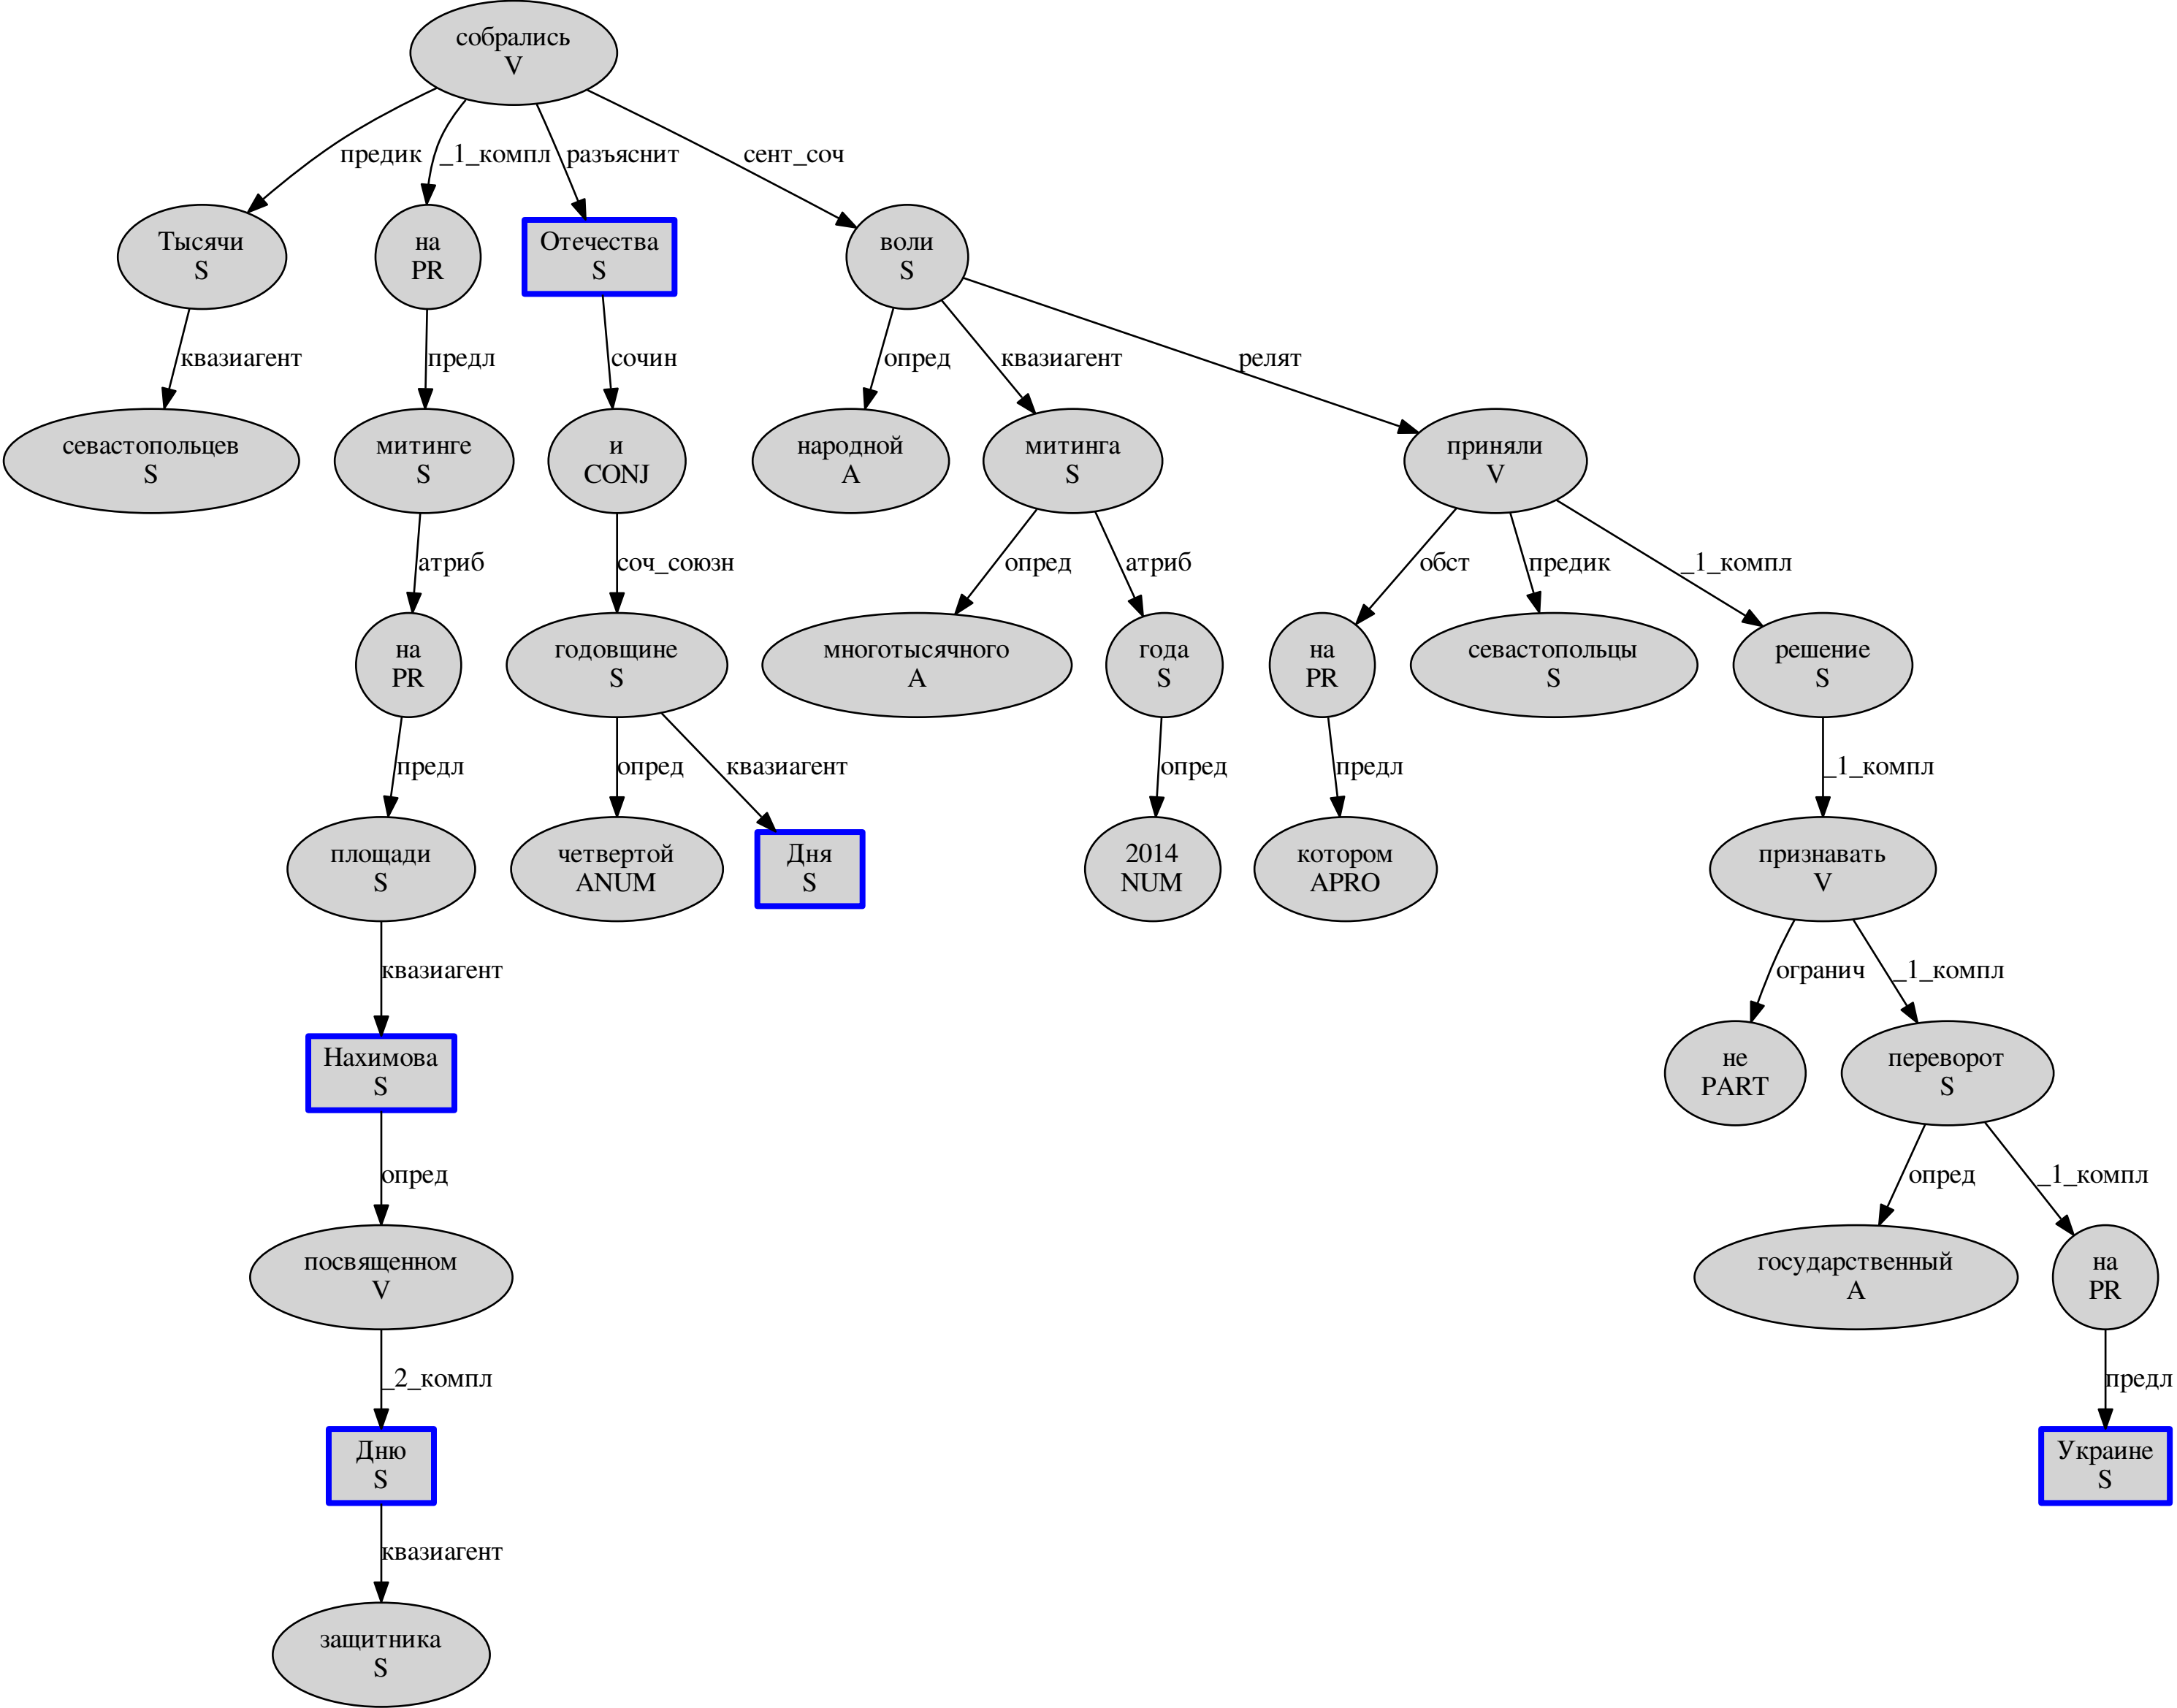 собрались
V
предик
_1_компл
разъяснит
сент_соч
Тысячи
S
на
PR
Отечества
S
воли
S
квазиагент
предл
сочин
опред
квазиагент
релят
севастопольцев
S
митинге
S
и
CONJ
народной
A
митинга
S
приняли
V
атриб
соч_союзн
опред
атриб
обст
предик
_1_компл
на
PR
годовщине
S
многотысячного
A
года
S
на
PR
севастопольцы
S
решение
S
предл
опред
квазиагент
опред
предл
_1_компл
площади
S
четвертой
ANUM
Дня
S
2014
NUM
котором
APRO
признавать
V
квазиагент
огранич
_1_компл
Нахимова
S
не
PART
переворот
S
опред
опред
_1_компл
посвященном
V
государственный
A
на
PR
_2_компл
предл
Дню
S
Украине
S
квазиагент
защитника
S